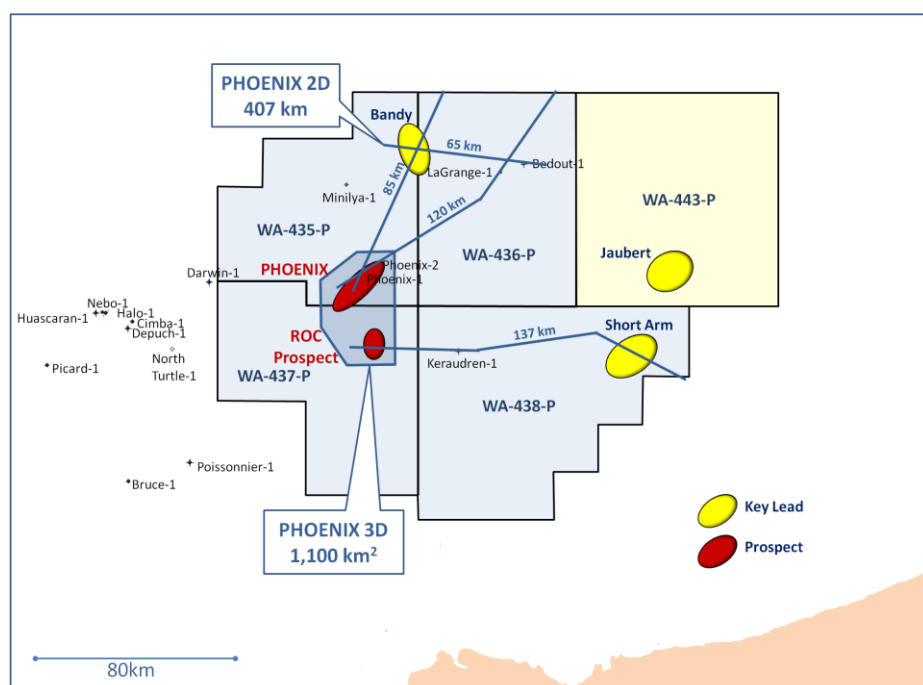 PHOENIX 2D
407 km
Bandy
65 km
LaGrange-1
Bedout-1
85 km
Minilya-1
120 km
WA-443-P
WA-435-P
WA-436-P
Jaubert
PHOENIX
Phoenix-2
Phoenix-1
Darwin-1
Nebo-1
Halo-1
Huascaran-1
Cimba-1
Depuch-1
North
Turtle-1
Picard-1
ROC
Prospect
137 km
Short Arm
Keraudren-1
WA-437-P
WA-438-P
Poissonnier-1
Bruce-1
PHOENIX 3D
1,100 km²
Key Lead
Prospect
80km